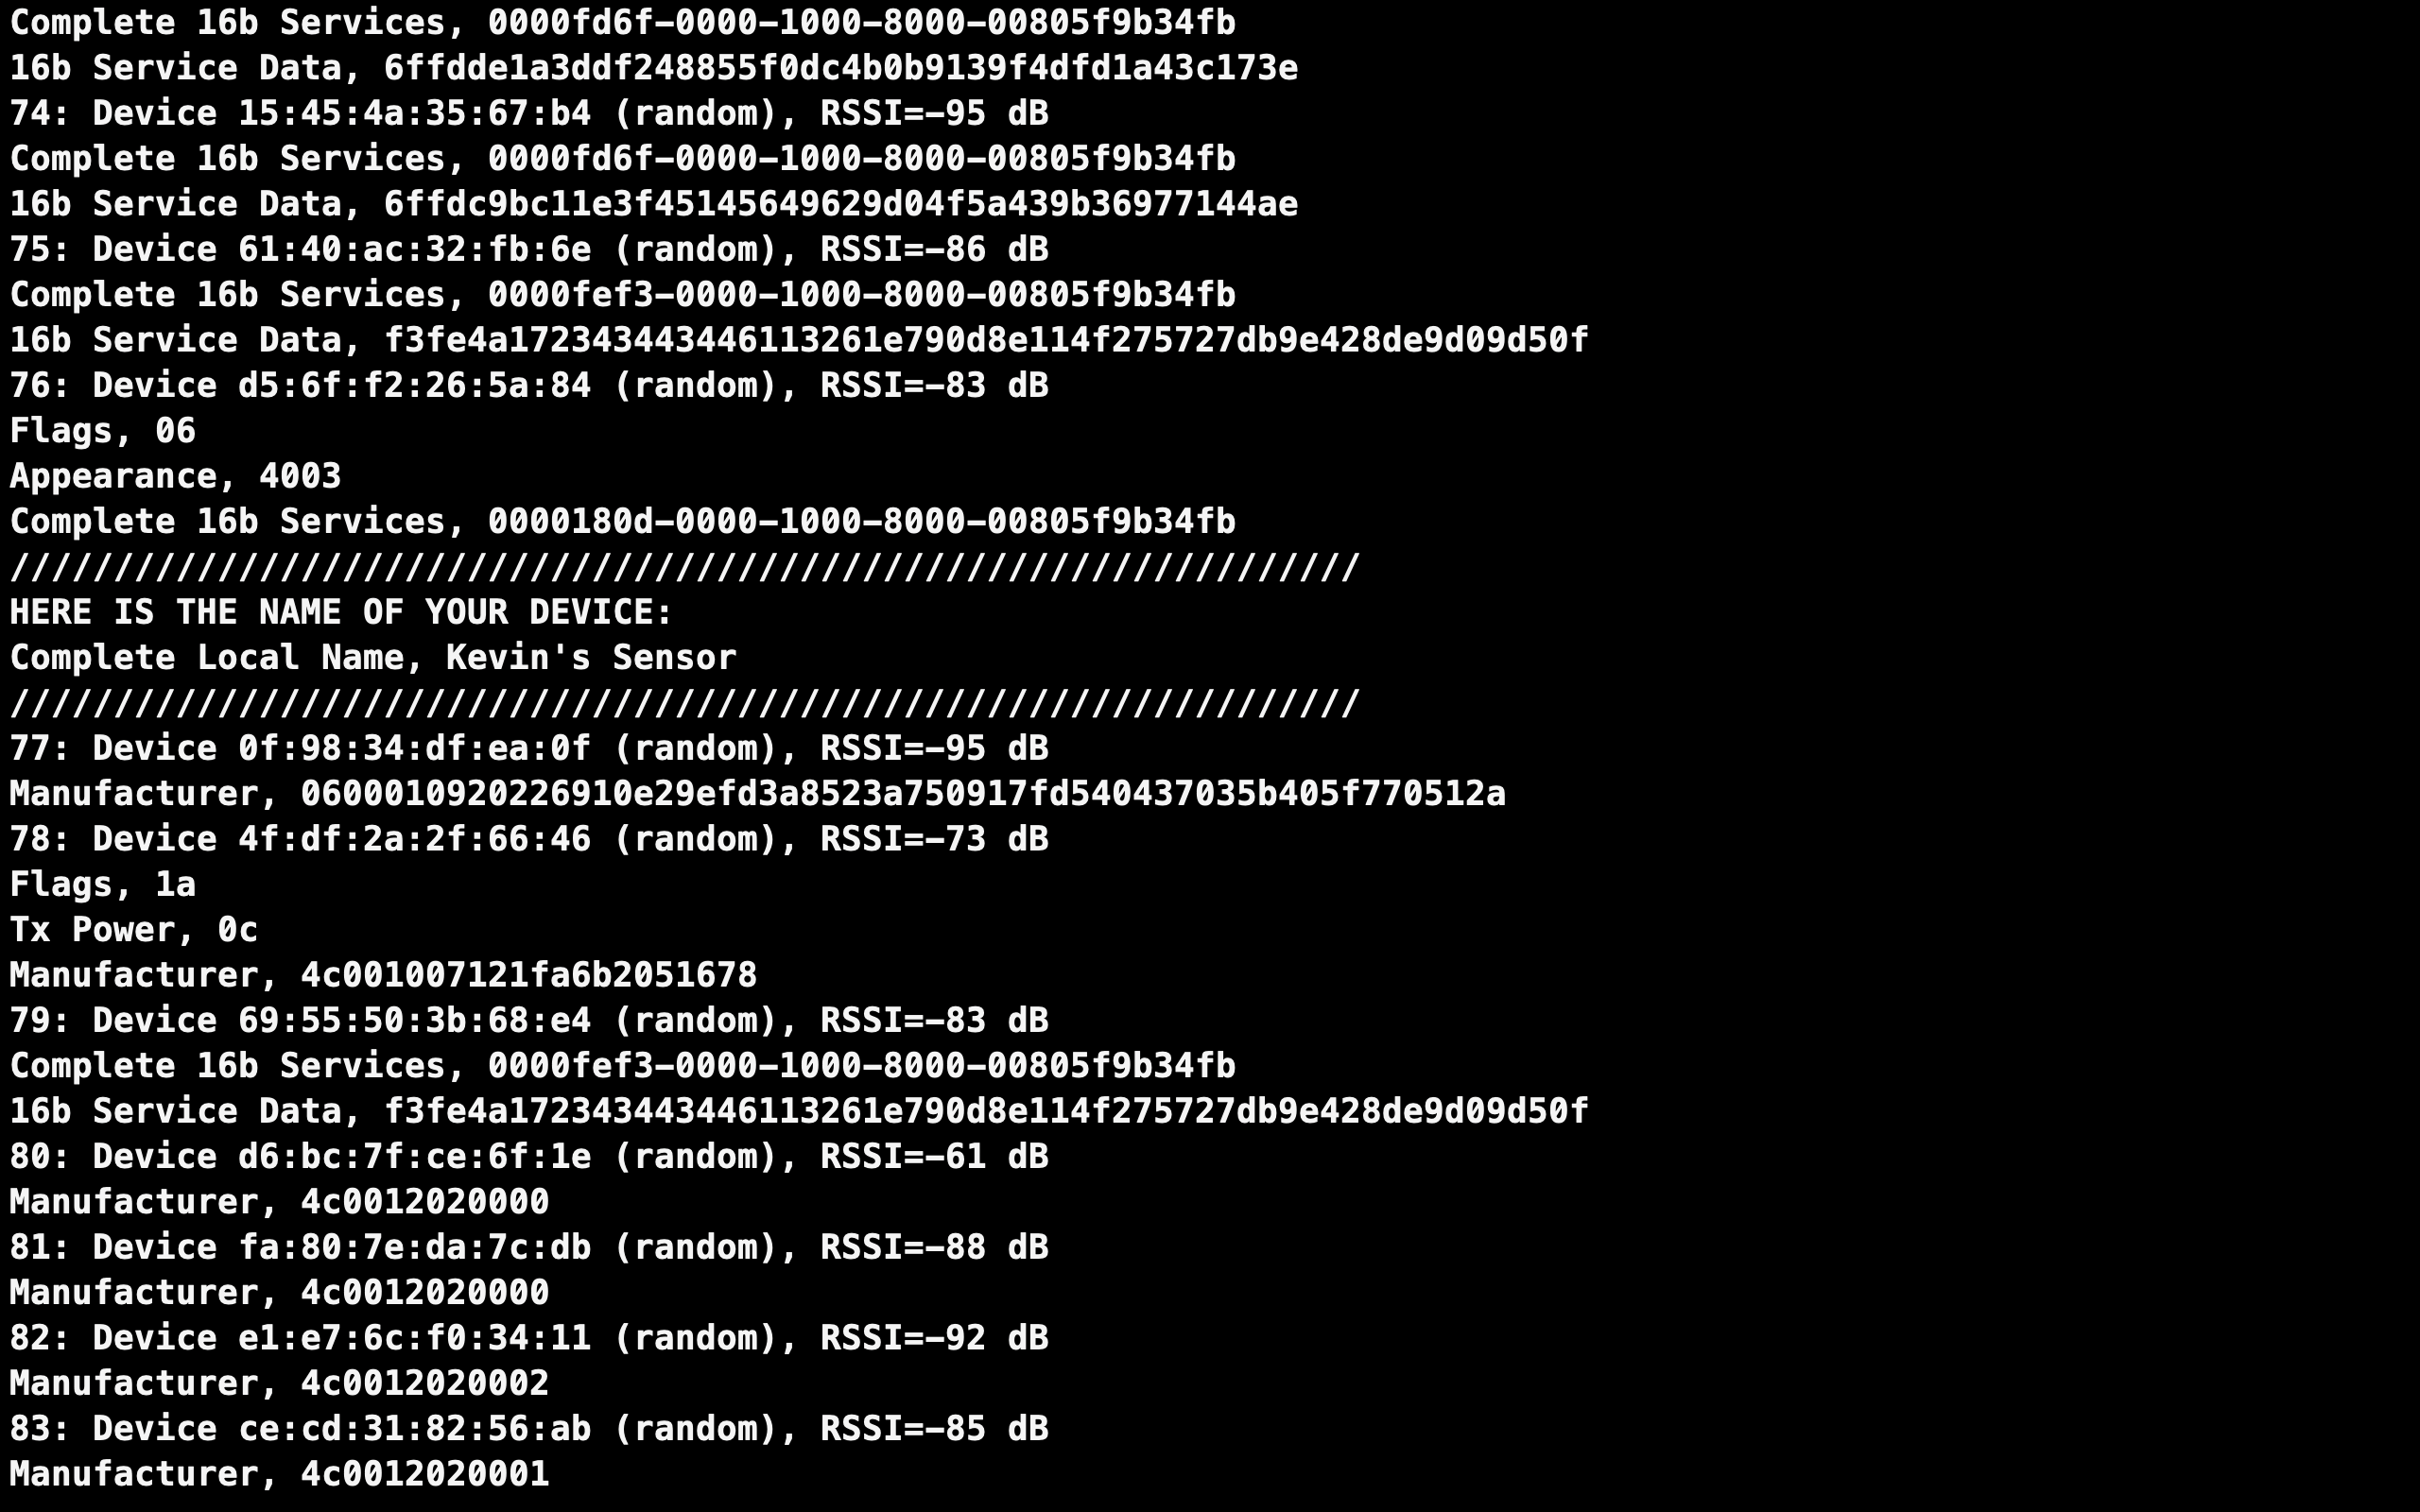 Complete 16b Services, 0000fd6f-0000-1000-8000-00805f9b34fb
16b Service Data, 6ffdde1a3ddf248855f0dc4b0b9139f4dfd1a43c173e
74: Device 15:45:4a:35:67:b4 (random), RSSI=-95 dB
Complete 16b Services, 0000fd6f-0000-1000-8000-00805f9b34fb
16b Service Data, 6ffdc9bc11e3f45145649629d04f5a439b36977144ae
75: Device 61:40:ac:32:fb:6e (random), RSSI=-86 dB
Complete 16b Services, 0000fef3-0000-1000-8000-00805f9b34fb
16b Service Data, f3fe4a172343443446113261e790d8e114f275727db9e428de9d09d50f
76: Device d5:6f:f2:26:5a:84 (random), RSSI=-83 dB
Flags, 06
Appearance, 4003
Complete 16b Services, 0000180d-0000-1000-8000-00805f9b34fb
/////////////////////////////////////////////////////////////////
HERE IS THE NAME OF YOUR DEVICE:
Complete Local Name, Kevin's Sensor
/////////////////////////////////////////////////////////////////
77: Device 0f:98:34:df:ea:0f (random), RSSI=-95 dB
Manufacturer, 0600010920226910e29efd3a8523a750917fd540437035b405f770512a
78: Device 4f:df:2a:2f:66:46 (random), RSSI=-73 dB
Flags, 1a
Tx Power, 0c
Manufacturer, 4c001007121fa6b2051678
79: Device 69:55:50:3b:68:e4 (random), RSSI=-83 dB
Complete 16b Services, 0000fef3-0000-1000-8000-00805f9b34fb
16b Service Data, f3fe4a172343443446113261e790d8e114f275727db9e428de9d09d50f
80: Device d6:bc:7f:ce:6f:1e (random), RSSI=-61 dB
Manufacturer, 4c0012020000
81: Device fa:80:7e:da:7c:db (random), RSSI=-88 dB
Manufacturer, 4c0012020000
82: Device e1:e7:6c:f0:34:11 (random), RSSI=-92 dB
Manufacturer, 4c0012020002
83: Device ce:cd:31:82:56:ab (random), RSSI=-85 dB
Manufacturer, 4c0012020001